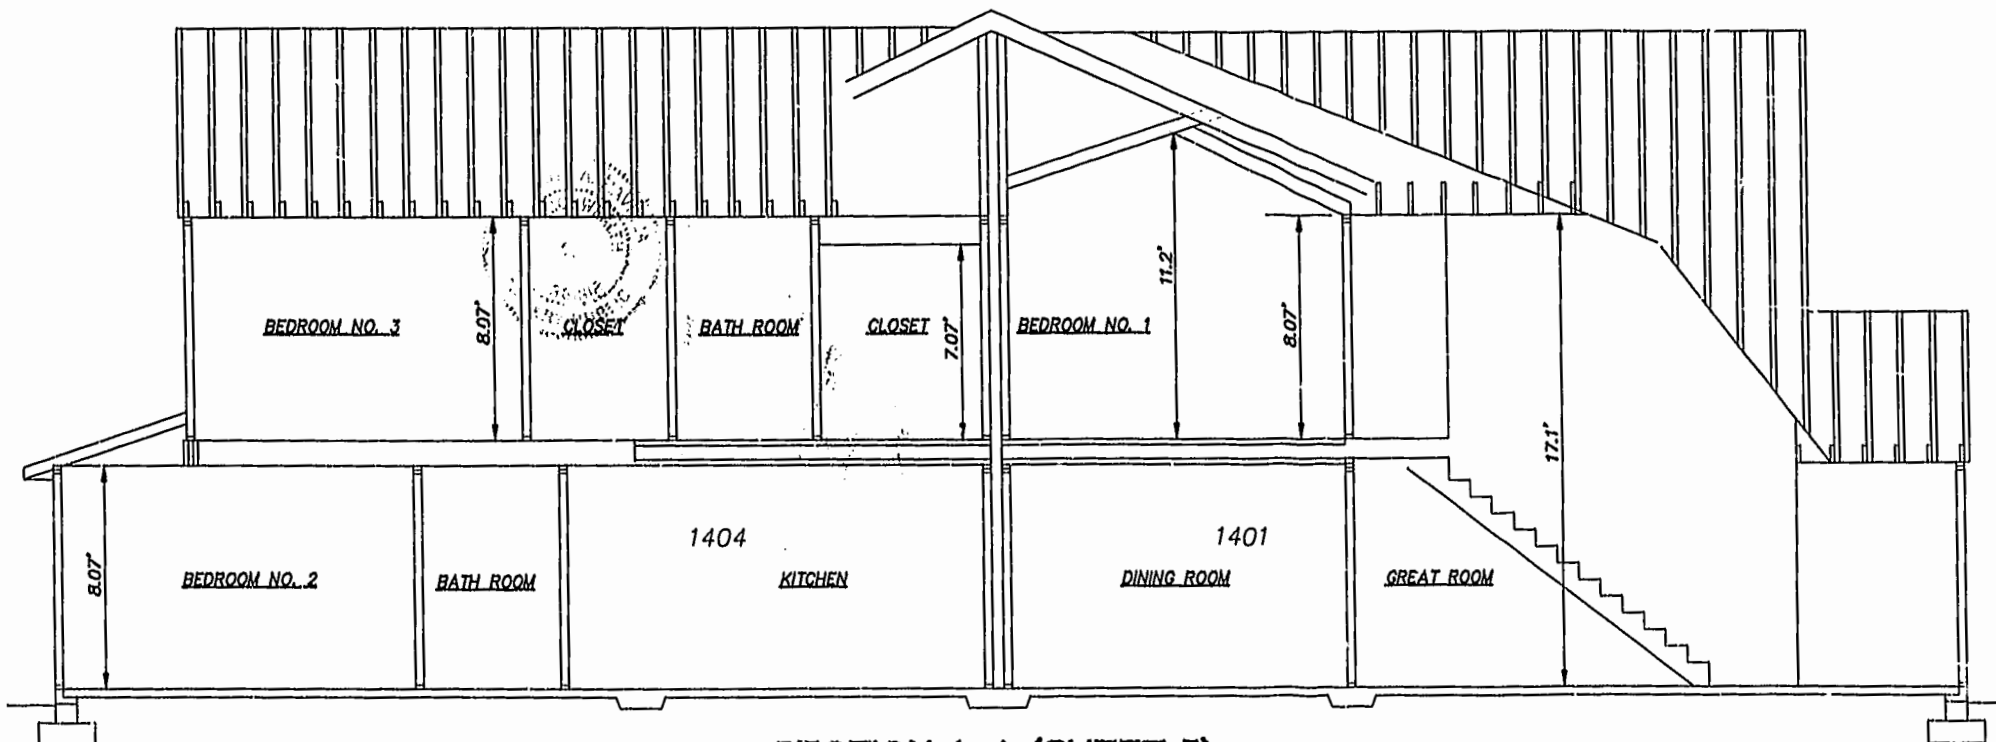 11.2'
BEDROOM NO. 3
8.07'
CLOSET
BATH ROOM
CLOSET
7.07'
BEDROOM NO. 1
8.07'
17.1'
1404
1401
8.07'
BEDROOM NO. 2
BATH ROOM
KITCHEN
DINING ROOM
GREAT ROOM